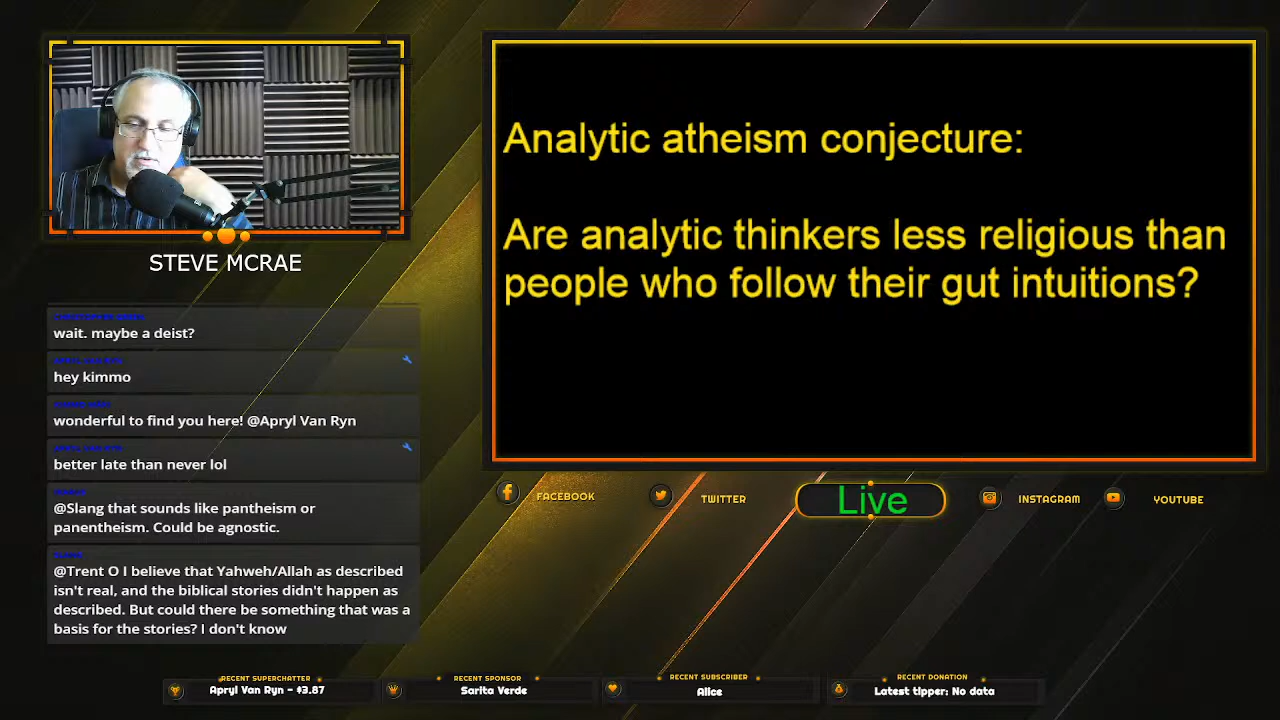 Analytic atheism conjecture:
Are analytic thinkers less religious than
people who follow their gut intuitions?
STEVE MCRAE
wait. maybe a deist?
hey kimmo
wonderful to find you here! @Apryl Van Ryn
better late than never lol
@Slang that sounds like pantheism or
panentheism. Could be agnostic.
@Trent O I believe that Yahweh/Allah as described
isn't real, and the biblical stories didn't happen as
described. But could there be something that was a
basis for the stories? I don't know
FACEBOOK
TWITTER
Live
INSTAGRAM
YOUTUBE
RECENT SUPERCHATTER
Apryl Van Ryn - $3.87
RECENT SPONSOR
Sarita Verde
RECENT SUBSCRIBER
Alice
RECENT DONATION
Latest tipper: No data